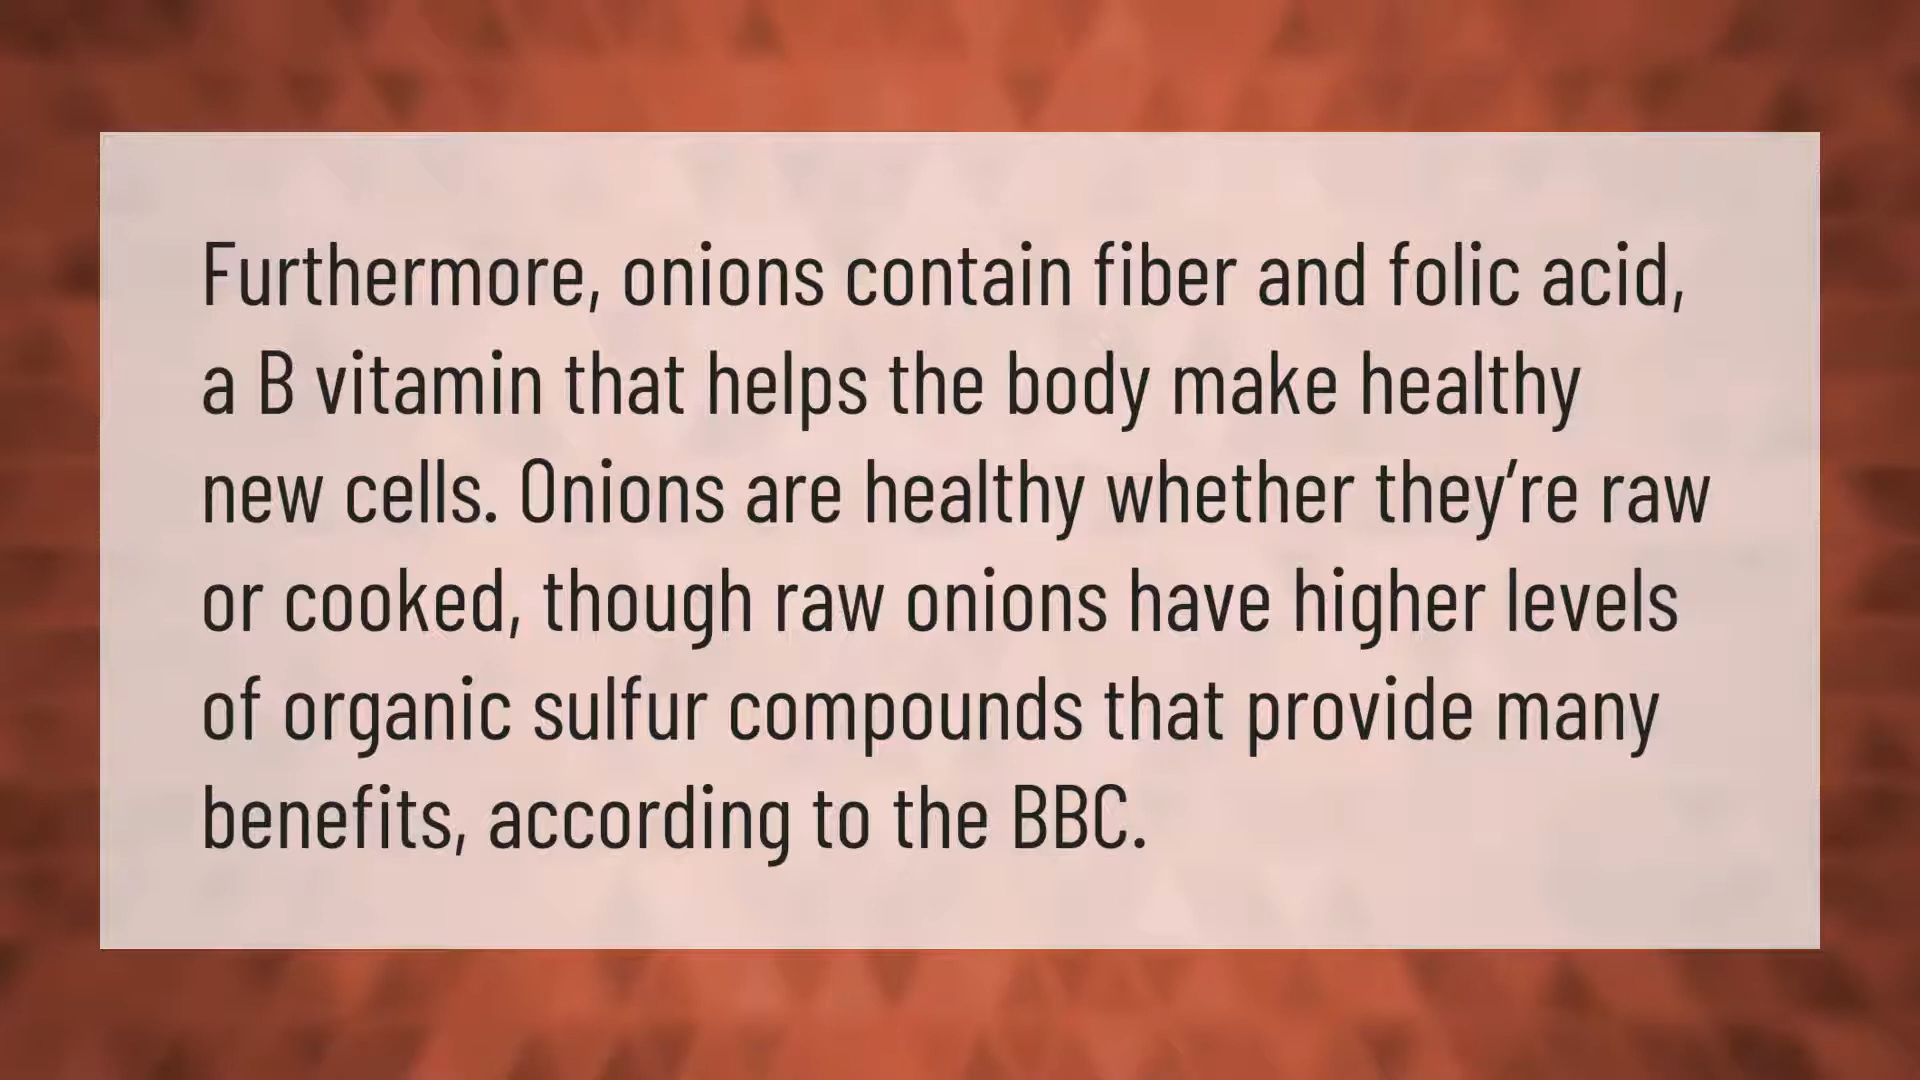 Furthermore, onions contain fiber and folic acid,
a B vitamin that helps the body make healthy
new cells. Onions are healthy whether they’re raw
or cooked, though raw onions have higher levels
of organic sulfur compounds that provide many
benefits, according to the BBC.